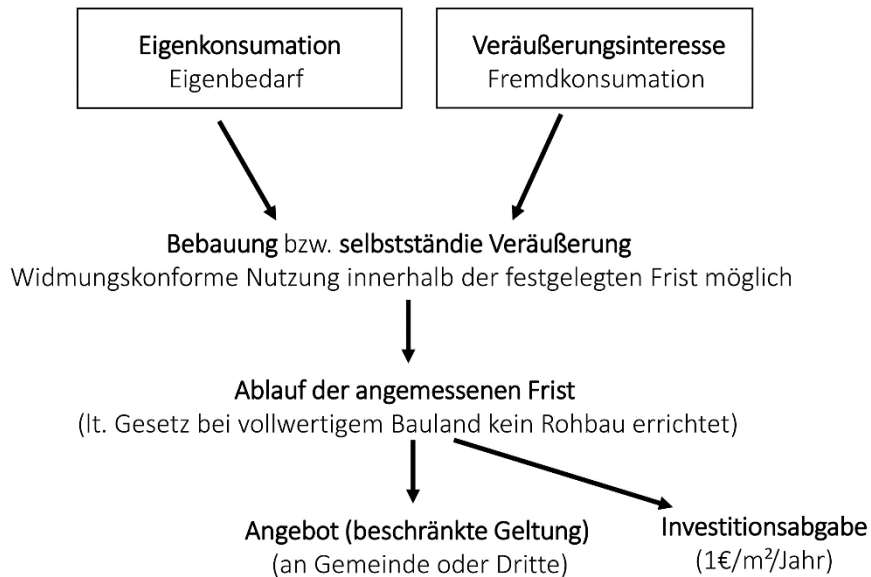 Eigenkonsumation
Eigenbedarf
Veräußerungsinteresse
Fremdkonsumation
Bebauung bzw. selbstständie Veräußerung
Widmungskonforme Nutzung innerhalb der festgelegten Frist möglich
Ablauf der angemessenen Frist
(lt. Gesetz bei vollwertigem Bauland kein Rohbau errichtet)
Angebot (beschränkte Geltung)
(an Gemeinde oder Dritte)
Investitionsabgabe
(1€/m²/Jahr)